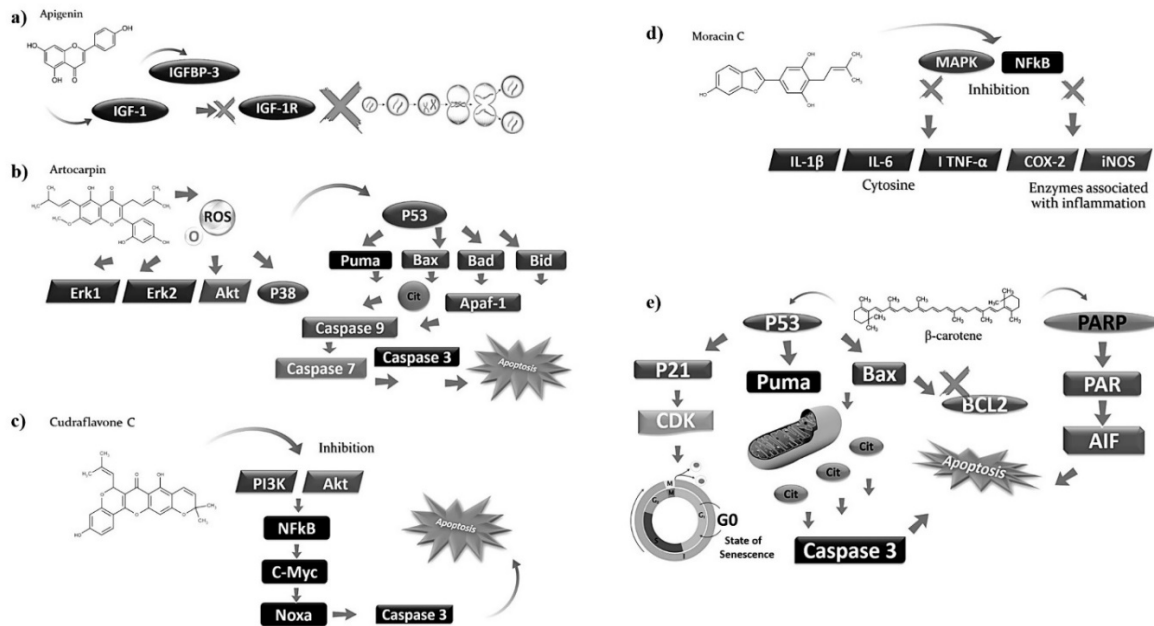 a)
Apigenin
IGFBP-3
IGF-1
IGF-1R
b)
Artocarpin
ROS
O
Erk1
Erk2
Akt
P38
P53
Puma
Bax
Bad
Bid
Cit
Apaf-1
Caspase 9
Caspase 7
Caspase 3
Apoptosis
c)
Cudraflavone C
Inhibition
PI3K
Akt
NFkB
C-Myc
Noxa
Caspase 3
Apoptosis
d)
Moracin C
MAPK
NFkB
Inhibition
IL-1β
IL-6
I TNF-α
COX-2
iNOS
Cytosine
Enzymes associated
with inflammation
e)
β-carotene
P53
PARP
P21
Puma
Bax
PAR
CDK
BCL2
AIF
Cit
Cit
Cit
Apoptosis
M
M
G0
State of
Senescence
Caspase 3